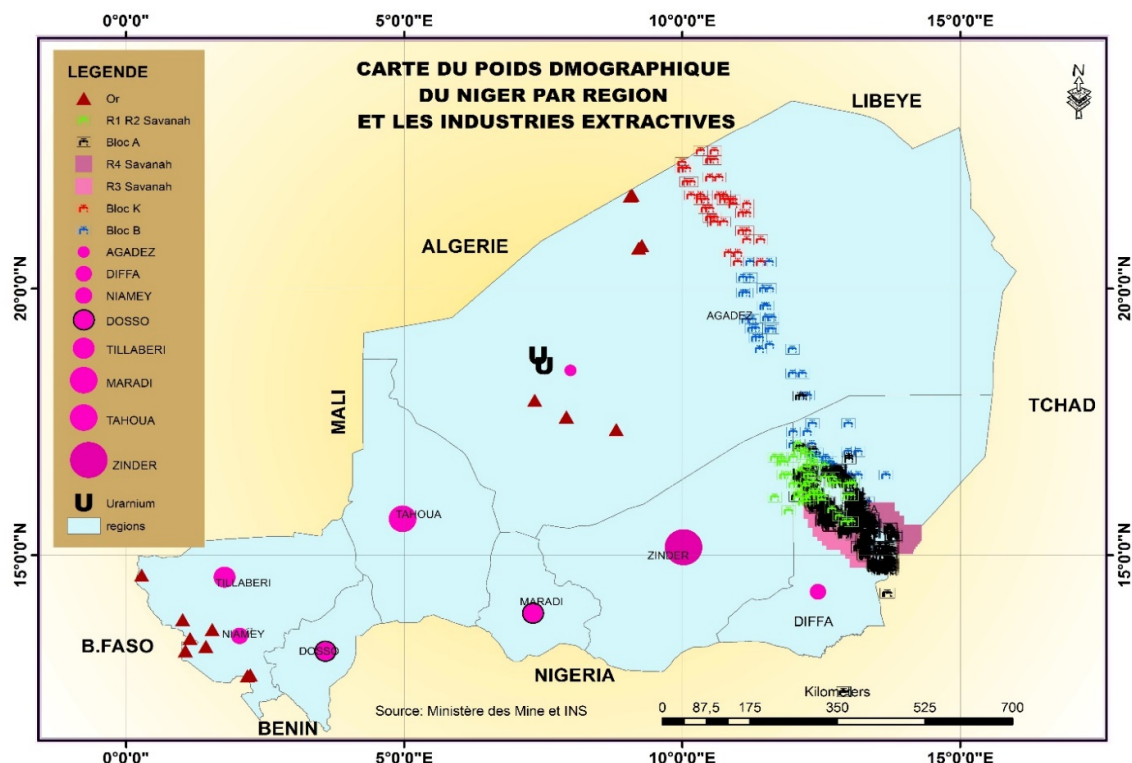 0°0'0"
5°0'0"E
10°0'0"E
15°0'0"E
CARTE DU POIDS DMOGRAPHIQUE
DU NIGER PAR REGION
ET LES INDUSTRIES EXTRACTIVES
LEGENDE
Or
R1 R2 Savanah
Bloc A
R4 Savanah
R3 Savanah
Bloc K
Bloc B
AGADEZ
DIFFA
NIAMEY
DOSSO
TILLABERI
MARADI
TAHOUA
ZINDER
U Urarnium
regions
N
LIBEYE
ALGERIE
20°0'0"N
20°0'0"N
AGADEZ
U
U
MALI
TCHAD
TAHOUA
ZINDER
15°0'0"N
15°0'0"N
TILLABERI
MARADI
NIAMEY
DIFFA
B.FASO
DOSSO
NIGERIA
BENIN
Source: Ministère des Mine et INS
Kilometers
0 87,5 175 350 525 700
0°0'0"
5°0'0"E
10°0'0"E
15°0'0"E